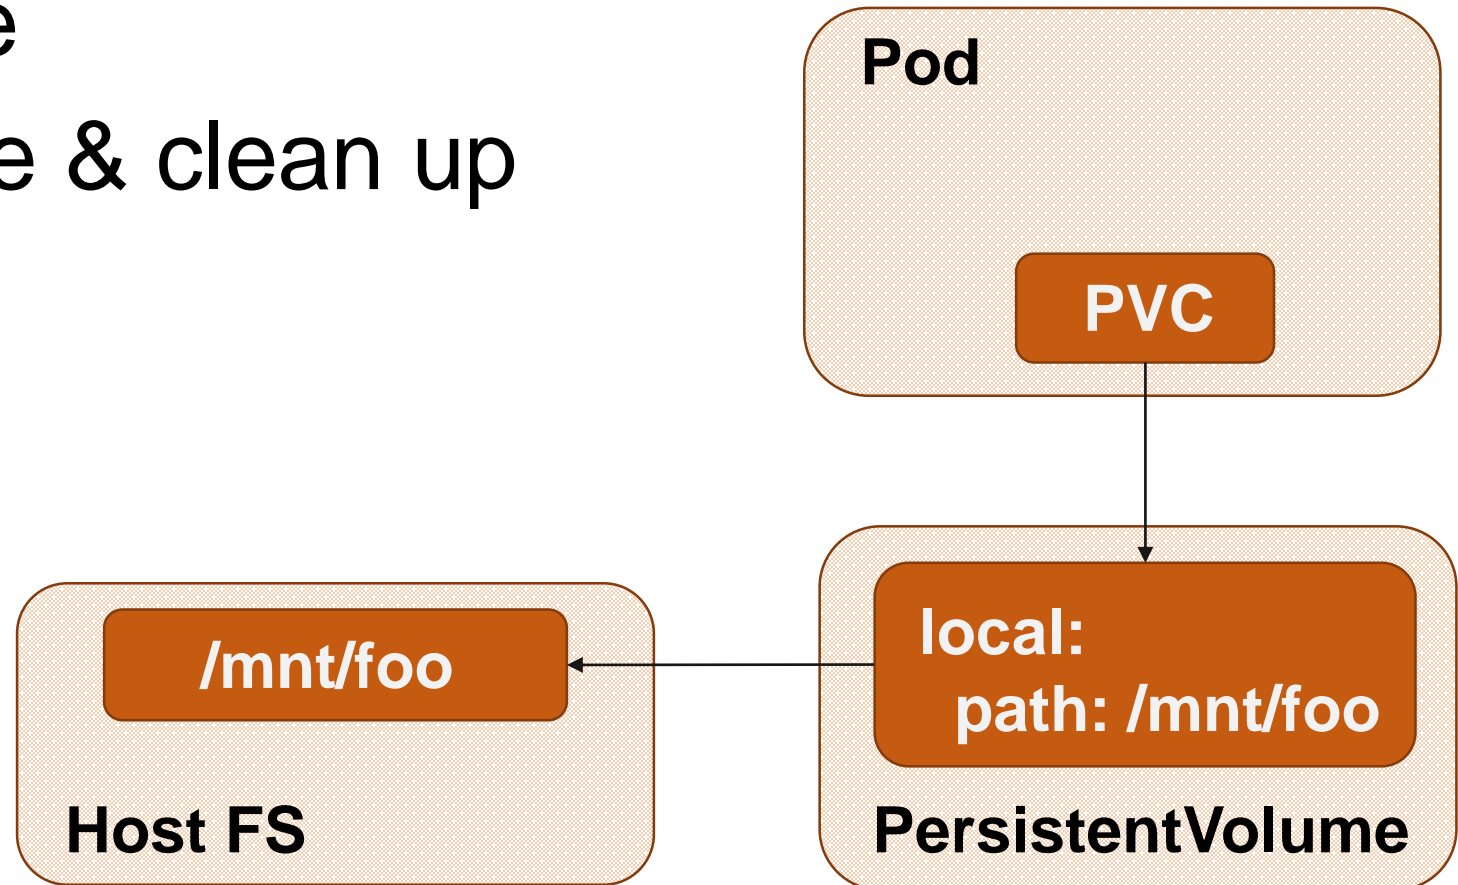 e
e & clean up
Pod
PVC
local:
path: /mnt/foo
PersistentVolume
/mnt/foo
Host FS